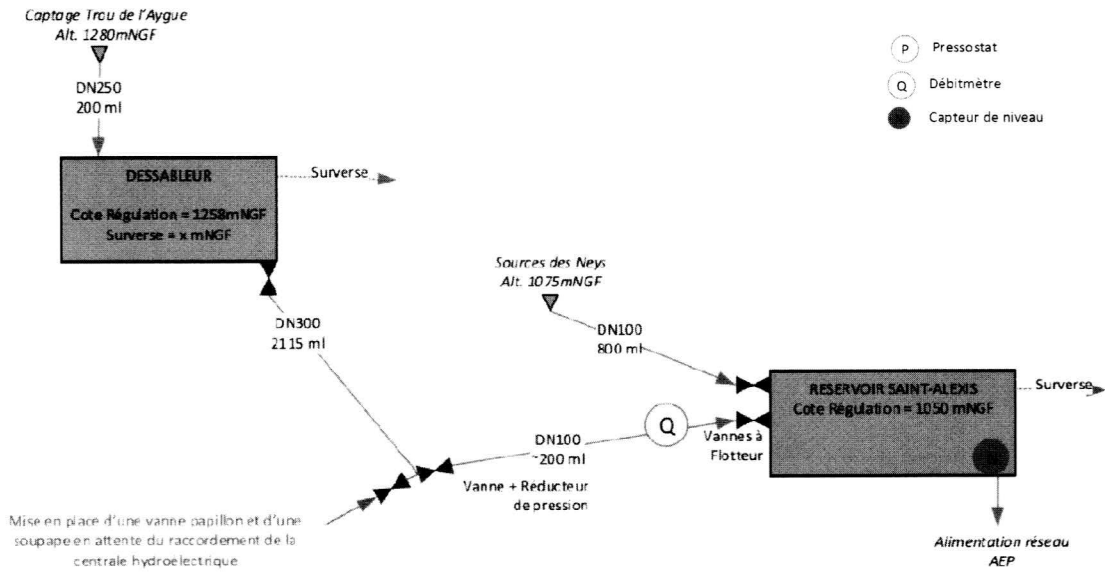 Captage Trou de l'Aygue
Alt. 1280mNGF
DN250
200 ml
DESSABLEUR
Cote Régulation = 1258mNGF
Surverse = x mNGF
Surverse
P Pressostat
Q Débitmètre
Capteur de niveau
Sources des Neys
Alt. 1075mNGF
DN300
2115 ml
DN100
800 ml
RESERVOIR SAINT-ALEXIS
Cote Régulation = 1050 mNGF
Surverse
Q
DN100
~200 ml
Vannes à
Flotteur
Vanne + Réducteur
de pression
Mise en place d'une vanne papillon et d'une
soupape en attente du raccordement de la
centrale hydroélectrique
Alimentation réseau
AEP